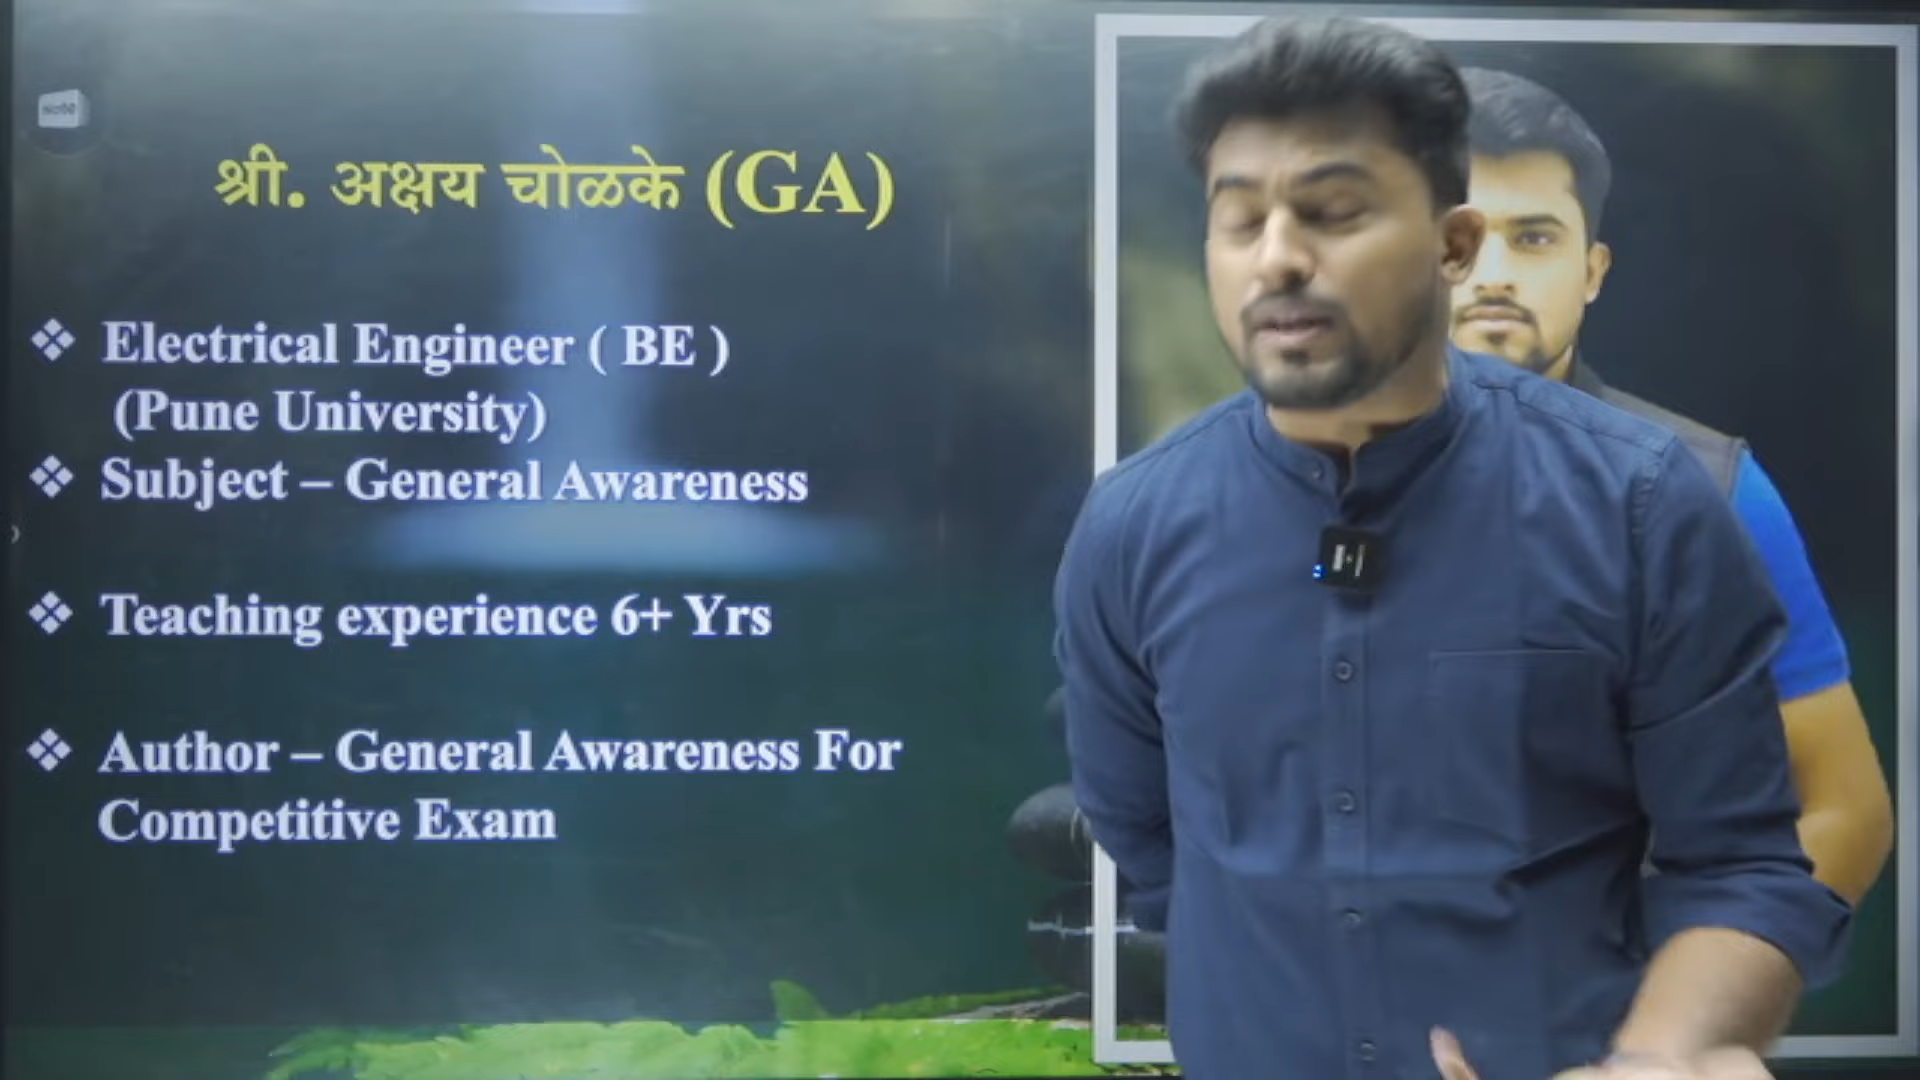 Note
श्री. अक्षय चोळके (GA)
❖ Electrical Engineer ( BE )
(Pune University)
❖ Subject – General Awareness
❖ Teaching experience 6+ Yrs
❖ Author – General Awareness For
Competitive Exam